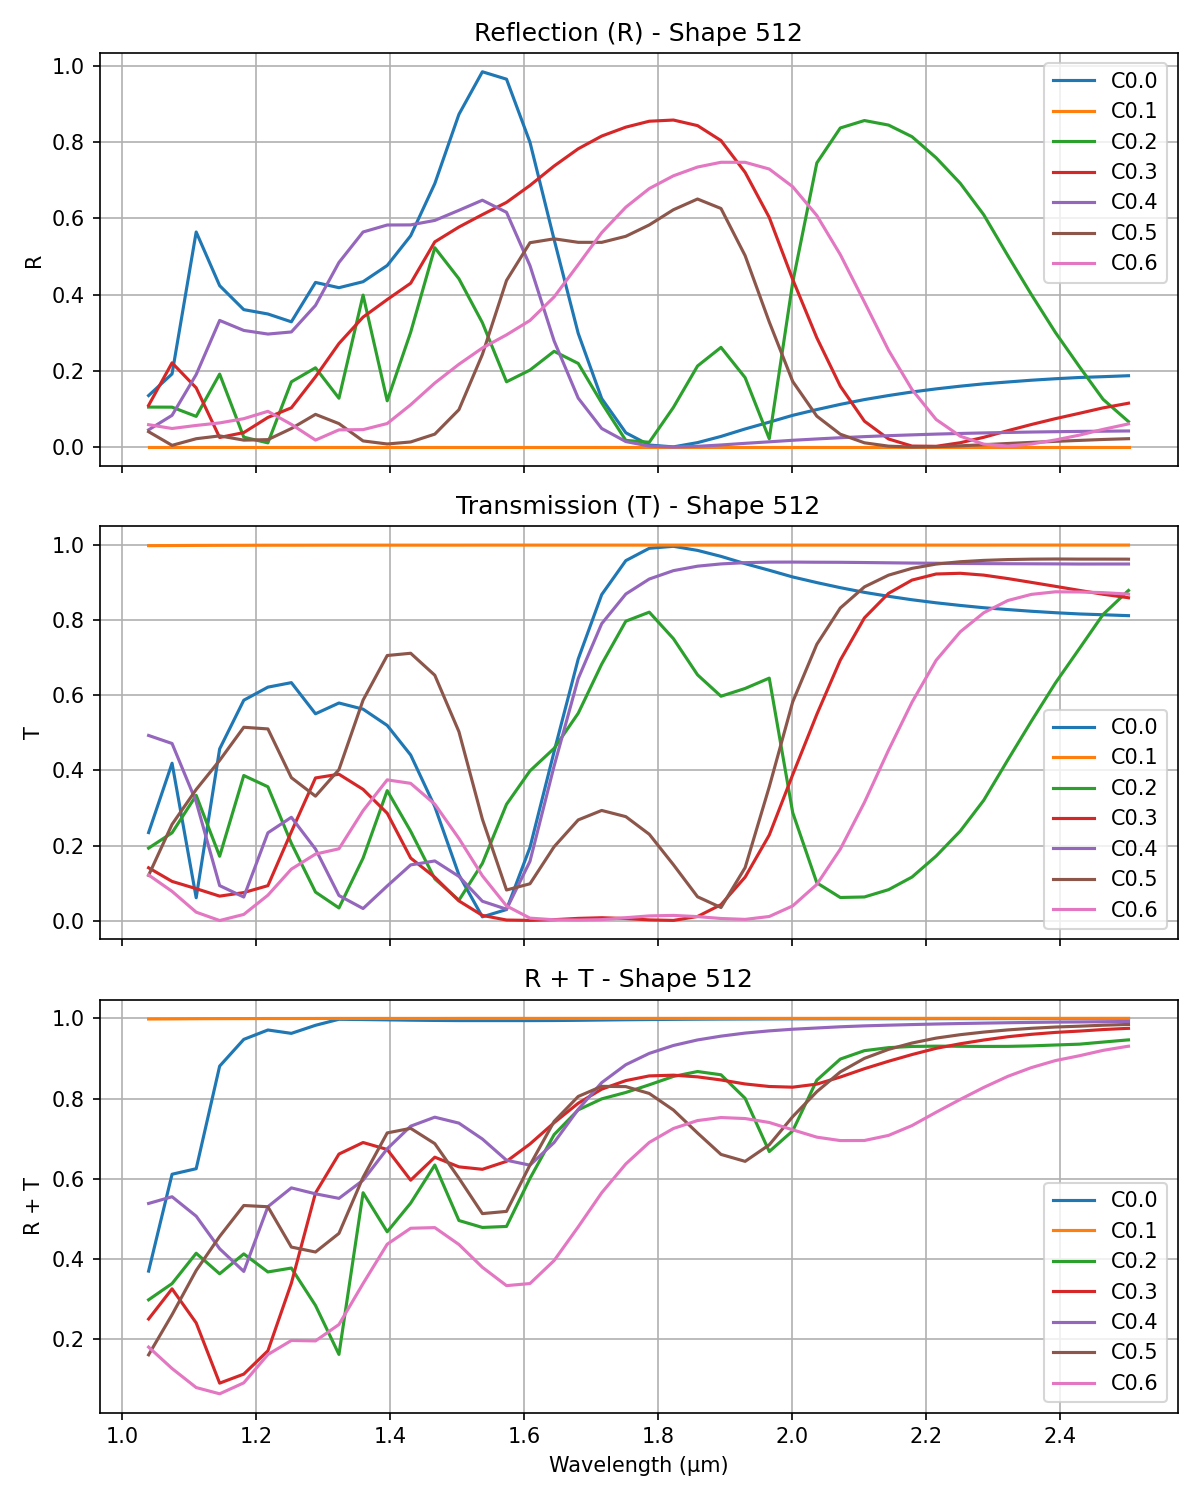 Reflection (R) - Shape 512
1.0
0.8
0.6
0.4
0.2
0.0
R
C0.0
C0.1
C0.2
C0.3
C0.4
C0.5
C0.6
Transmission (T) - Shape 512
1.0
0.8
0.6
0.4
0.2
0.0
T
C0.0
C0.1
C0.2
C0.3
C0.4
C0.5
C0.6
R + T - Shape 512
1.0
0.8
0.6
0.4
0.2
R + T
C0.0
C0.1
C0.2
C0.3
C0.4
C0.5
C0.6
1.0 1.2 1.4 1.6 1.8 2.0 2.2 2.4
Wavelength (μm)